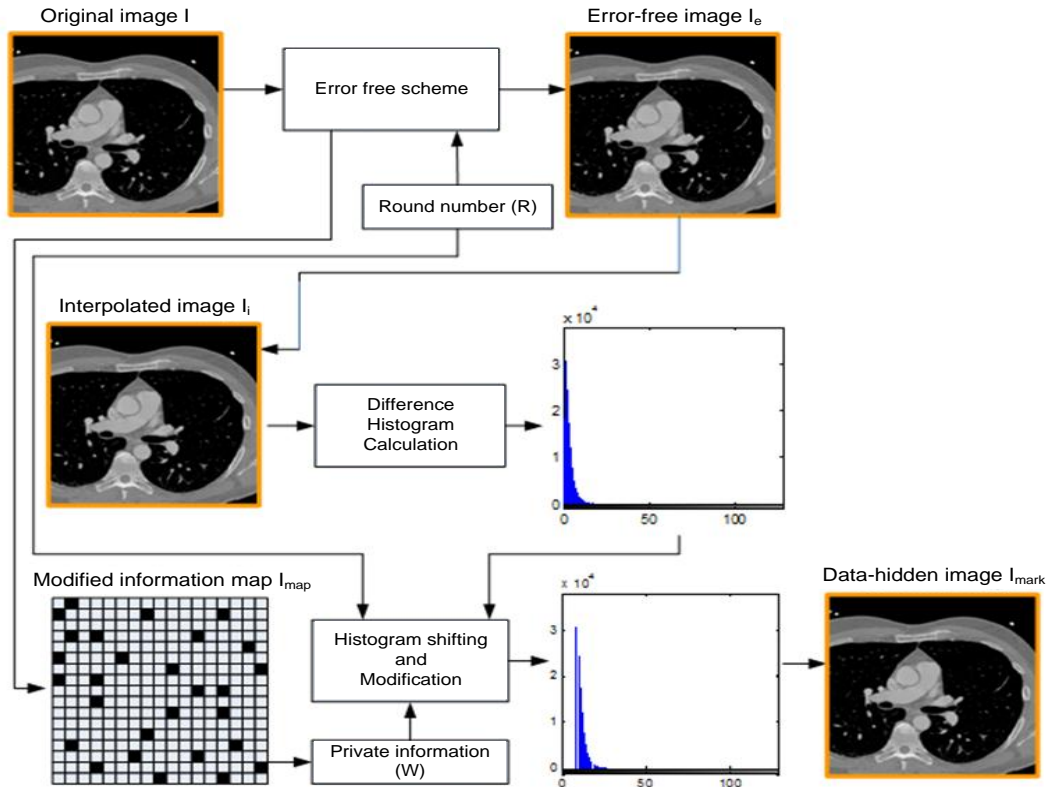 Original image I
Error-free image Ie
Error free scheme
Round number (R)
Interpolated image Ii
x 10^4
3
2
1
0
0 50 100
Difference
Histogram
Calculation
Modified information map Imap
Histogram shifting
and
Modification
x 10^4
3
2
1
0
0 50 100
Data-hidden image Imark
Private information
(W)